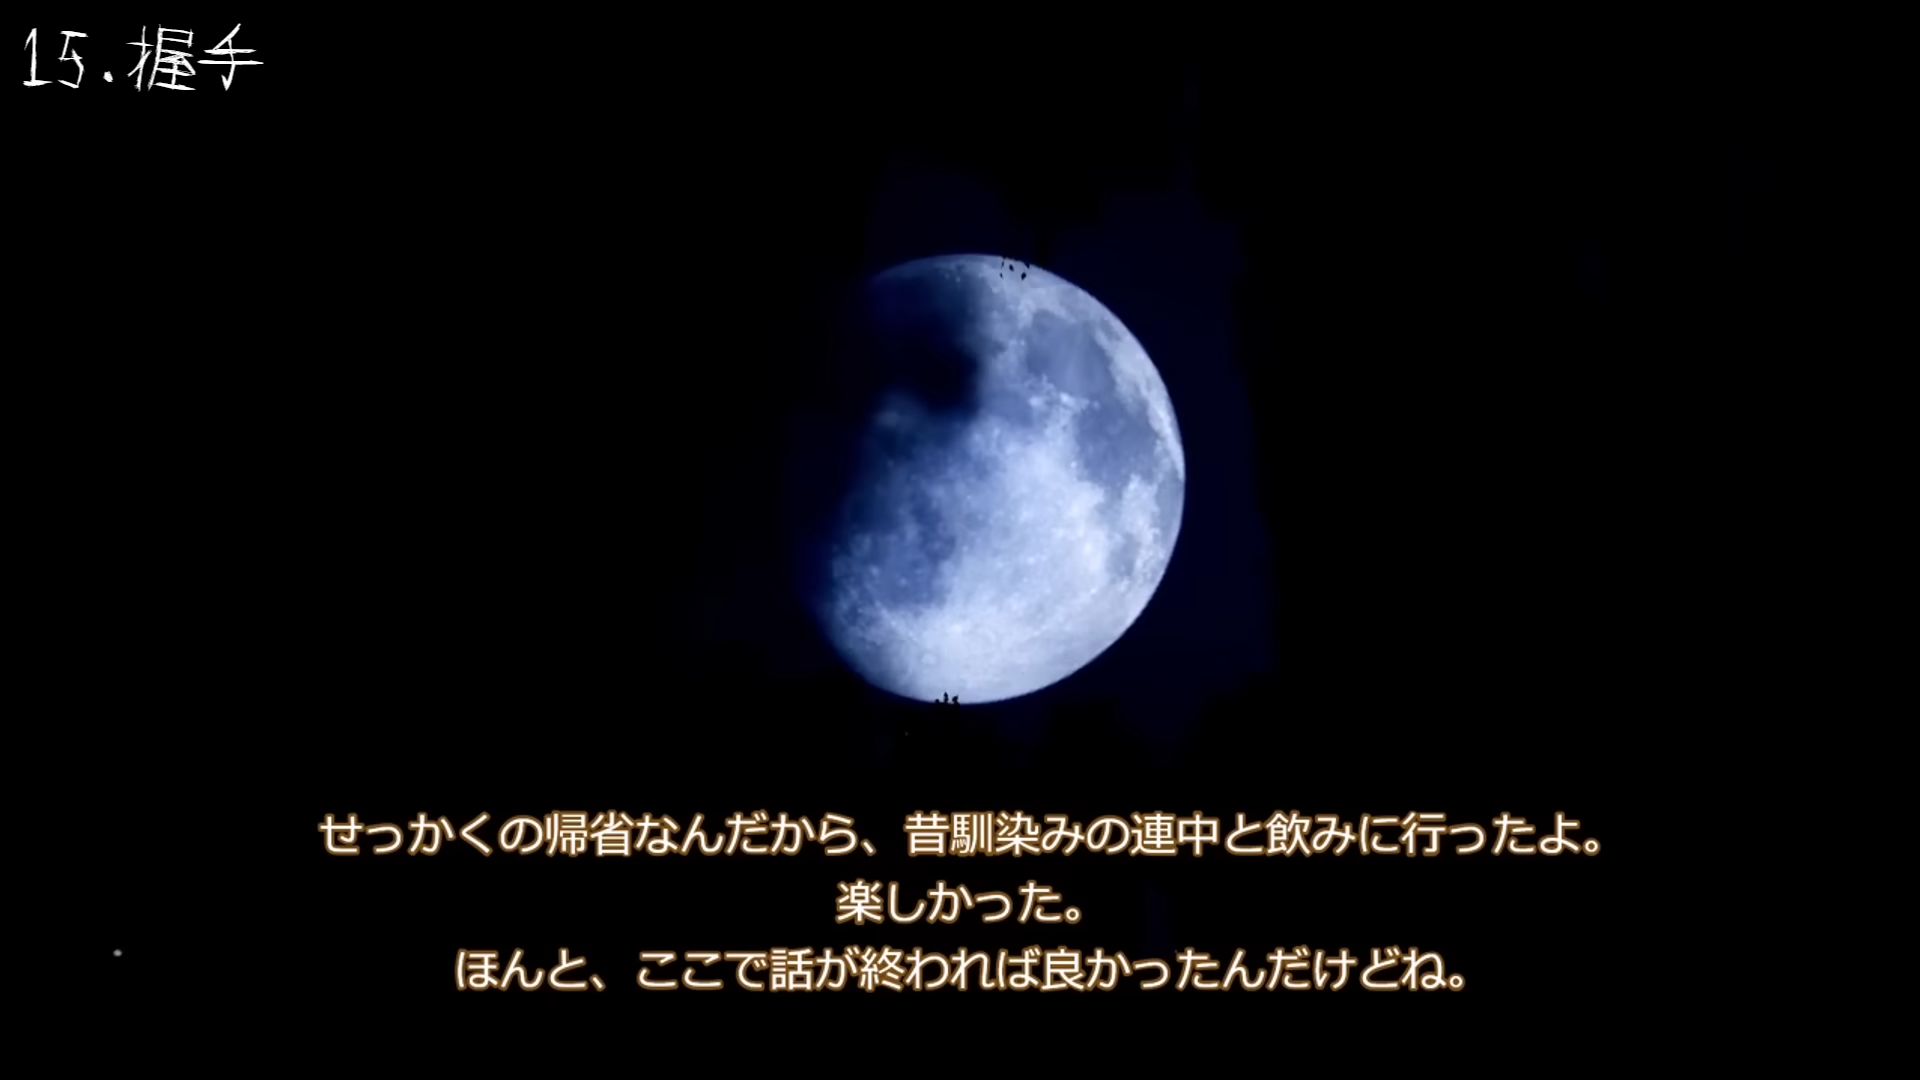 15.握手
せっかくの帰省なんだから、昔馴染みの連中と飲みに行ったよ。
楽しかった。
ほんと、ここで話が終われば良かったんだけどね。